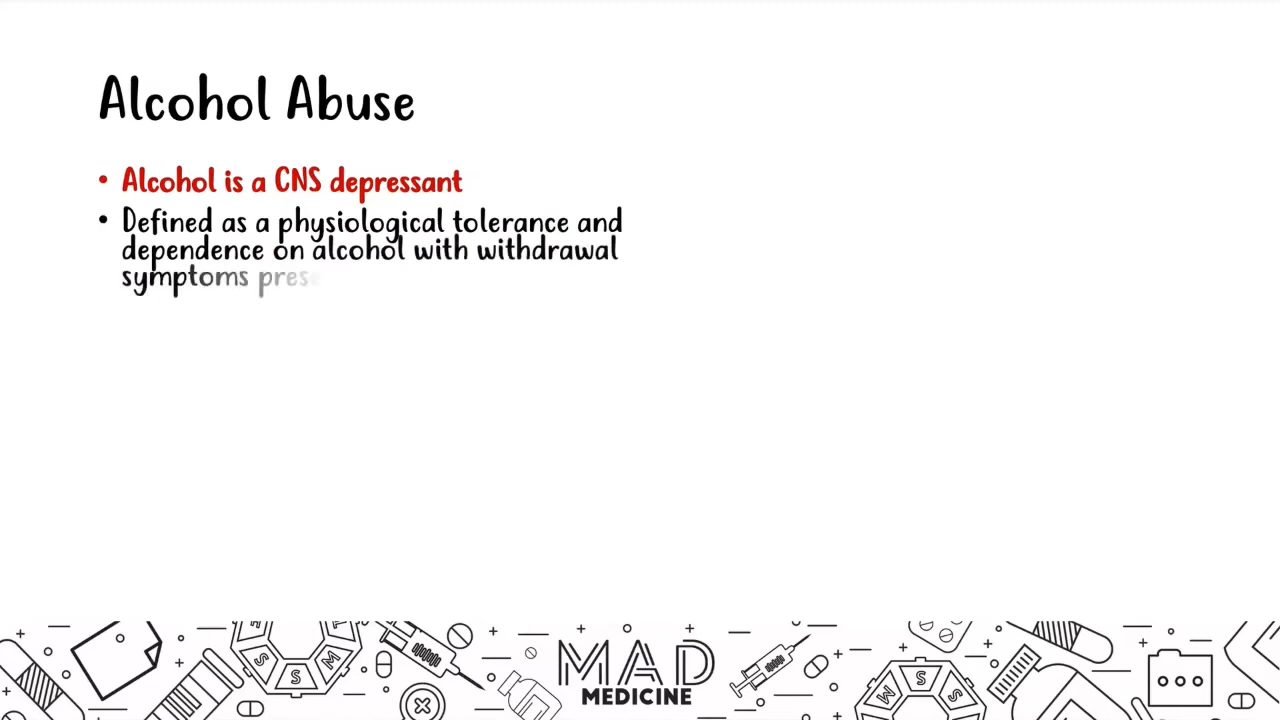 Alcohol Abuse
• Alcohol is a CNS depressant
• Defined as a physiological tolerance and
dependence on alcohol with withdrawal
symptoms
MAD
MEDICINE